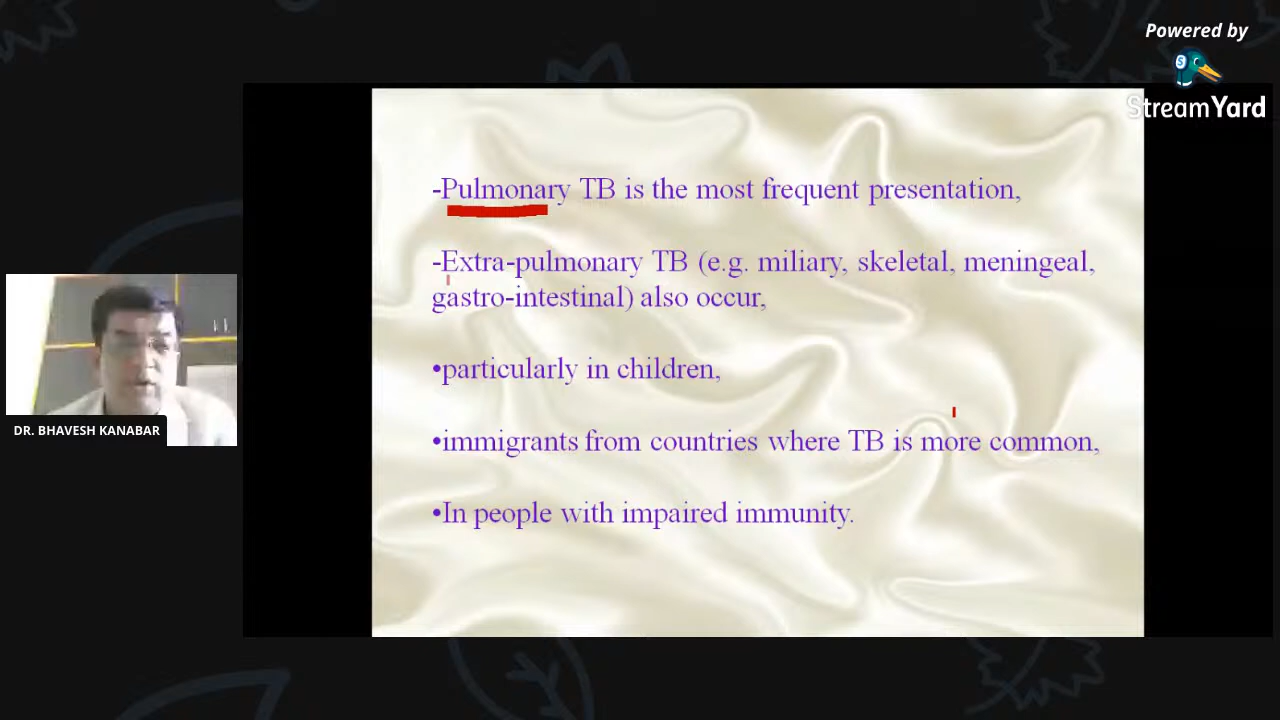 Powered by
StreamYard
-Pulmonary TB is the most frequent presentation,
-Extra-pulmonary TB (e.g. miliary, skeletal, meningeal,
gastro-intestinal) also occur,
•particularly in children,
•immigrants from countries where TB is more common,
•In people with impaired immunity.
DR. BHAVESH KANABAR